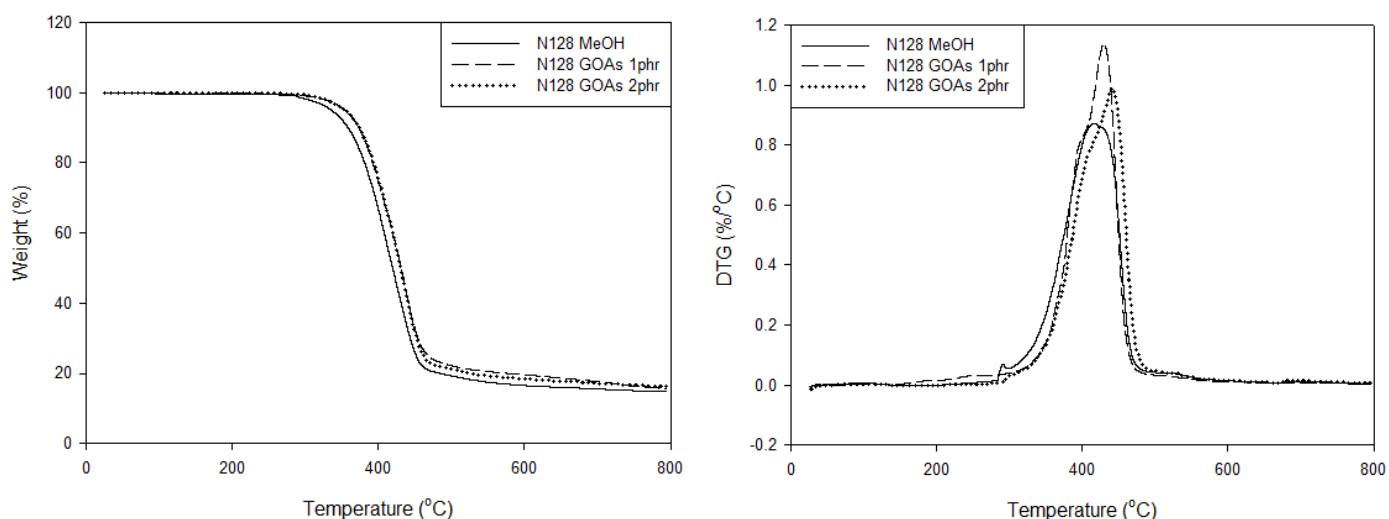 120
100
80
60
40
20
0
Weight (%)
N128 MeOH
N128 GOAs 1phr
N128 GOAs 2phr
0
200
400
600
800
Temperature (°C)
1.2
1.0
0.8
0.6
0.4
0.2
0.0
-0.2
DTG (%/°C)
N128 MeOH
N128 GOAs 1phr
N128 GOAs 2phr
0
200
400
600
800
Temperature (°C)